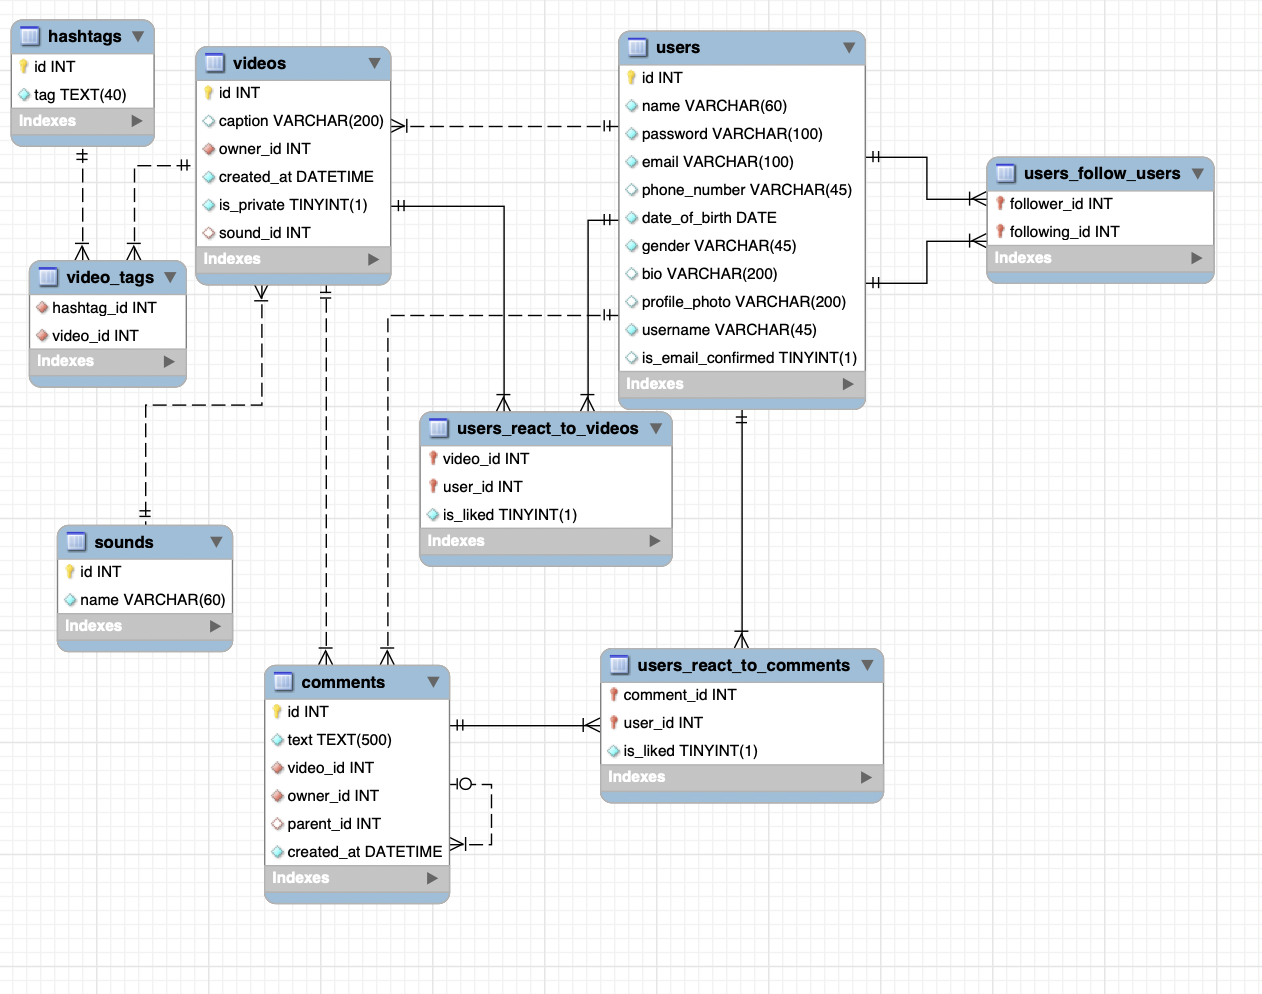 hashtags
id INT
tag TEXT(40)
Indexes
videos
id INT
caption VARCHAR(200)
owner_id INT
created_at DATETIME
is_private TINYINT(1)
sound_id INT
Indexes
users
id INT
name VARCHAR(60)
password VARCHAR(100)
email VARCHAR(100)
phone_number VARCHAR(45)
date_of_birth DATE
gender VARCHAR(45)
bio VARCHAR(200)
profile_photo VARCHAR(200)
username VARCHAR(45)
is_email_confirmed TINYINT(1)
Indexes
users_follow_users
follower_id INT
following_id INT
Indexes
video_tags
hashtag_id INT
video_id INT
Indexes
users_react_to_videos
video_id INT
user_id INT
is_liked TINYINT(1)
Indexes
sounds
id INT
name VARCHAR(60)
Indexes
comments
id INT
text TEXT(500)
video_id INT
owner_id INT
parent_id INT
created_at DATETIME
Indexes
users_react_to_comments
comment_id INT
user_id INT
is_liked TINYINT(1)
Indexes